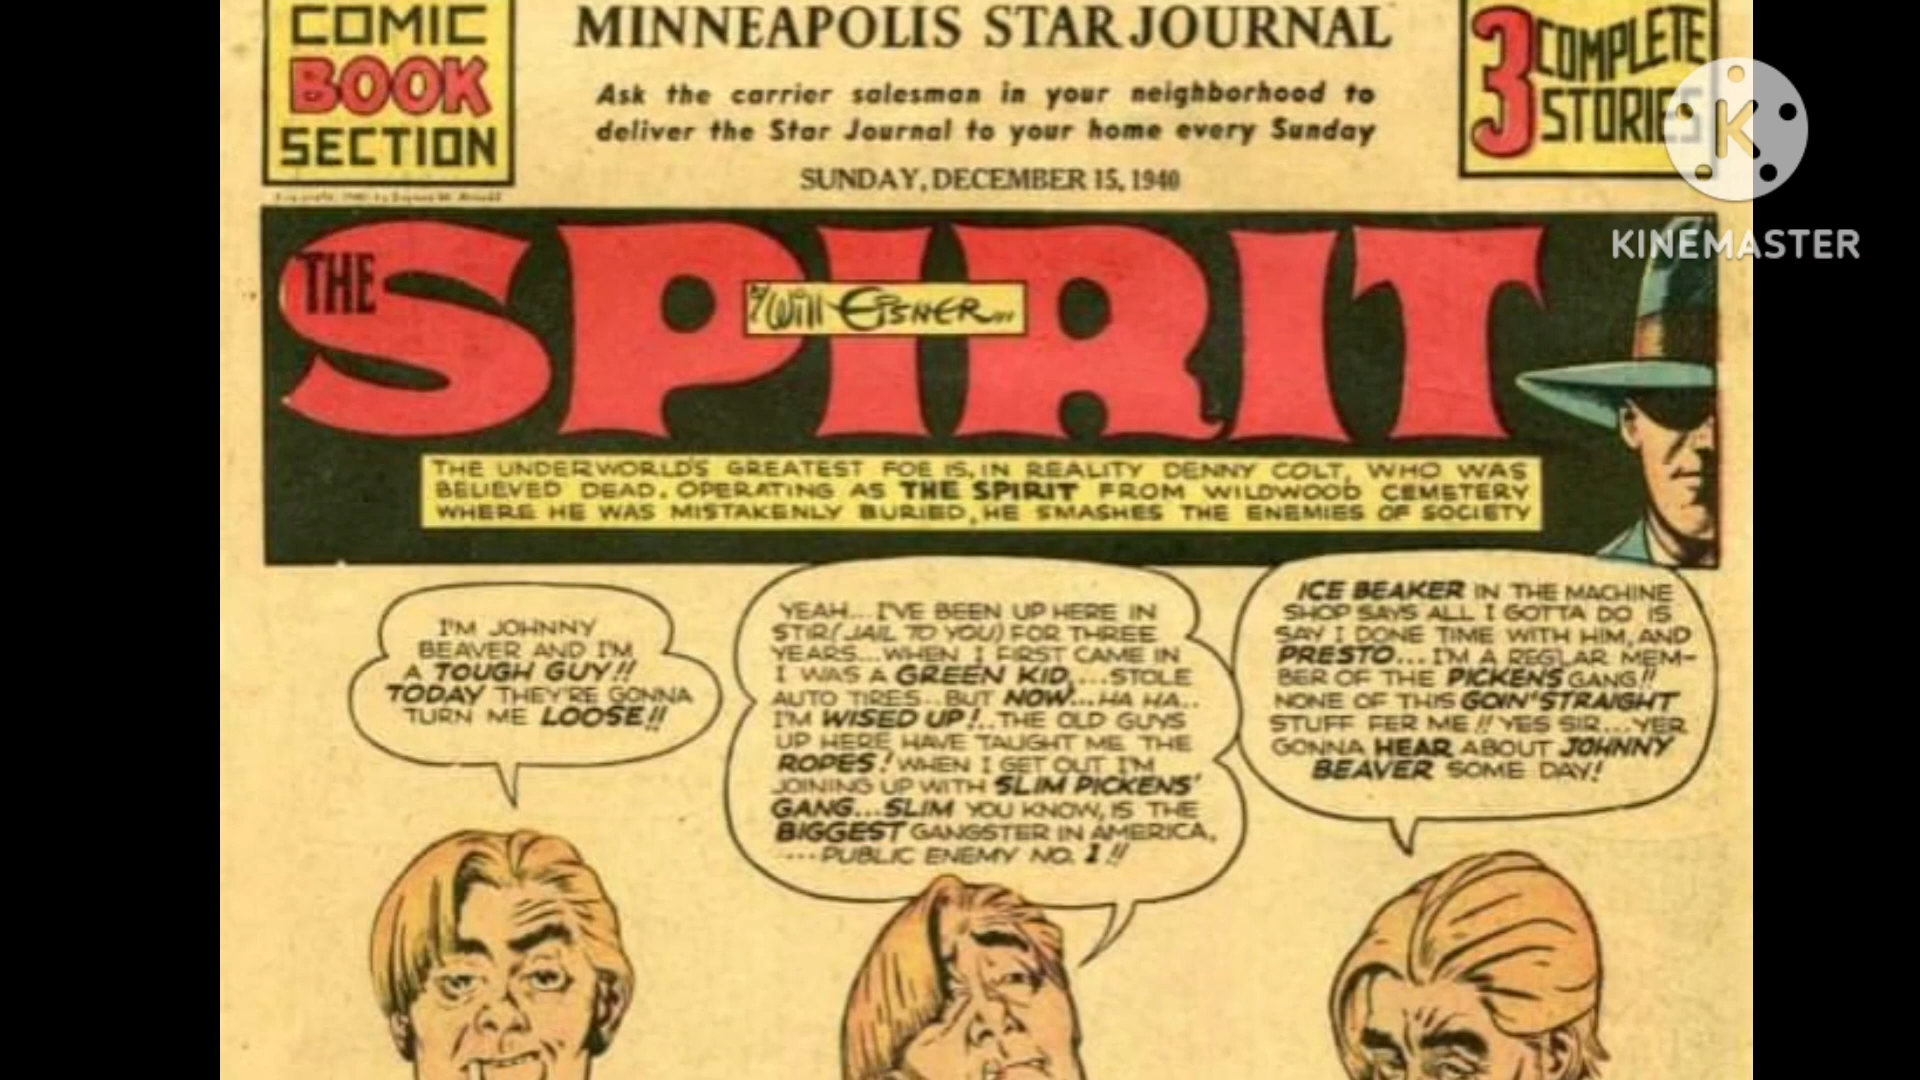 COMIC
BOOK
SECTION
MINNEAPOLIS STAR JOURNAL
Ask the carrier salesman in your neighborhood to
deliver the Star Journal to your home every Sunday
SUNDAY, DECEMBER 15, 1940
3 COMPLETE
STORIES
K
KINEMASTER
THE SPIRIT
BY Will EISNER...
THE UNDERWORLD'S GREATEST FOE IS, IN REALITY DENNY COLT, WHO WAS
BELIEVED DEAD. OPERATING AS THE SPIRIT FROM WILDWOOD CEMETERY
WHERE HE WAS MISTAKENLY BURIED, HE SMASHES THE ENEMIES OF SOCIETY
I'M JOHNNY
BEAVER AND I'M
A TOUGH GUY!!
TODAY THEY'RE GONNA
TURN ME LOOSE!!
YEAH... I'VE BEEN UP HERE IN
STIR (JAIL TO YOU) FOR THREE
YEARS... WHEN I FIRST CAME IN
I WAS A GREEN KID,...STOLE
AUTO TIRES...BUT NOW...HA HA..
I'M WISED UP!..THE OLD GUYS
UP HERE HAVE TAUGHT ME THE
ROPES! WHEN I GET OUT I'M
JOINING UP WITH SLIM PICKENS'
GANG...SLIM YOU KNOW, IS THE
BIGGEST GANGSTER IN AMERICA,
...PUBLIC ENEMY NO. 1!!
ICE BEAKER IN THE MACHINE
SHOP SAYS ALL I GOTTA DO IS
SAY I DONE TIME WITH HIM, AND
PRESTO... I'M A REG'LAR MEM-
BER OF THE PICKENS GANG!!
NONE OF THIS GOIN' STRAIGHT
STUFF FER ME!! YES SIR...YER
GONNA HEAR ABOUT JOHNNY
BEAVER SOME DAY!